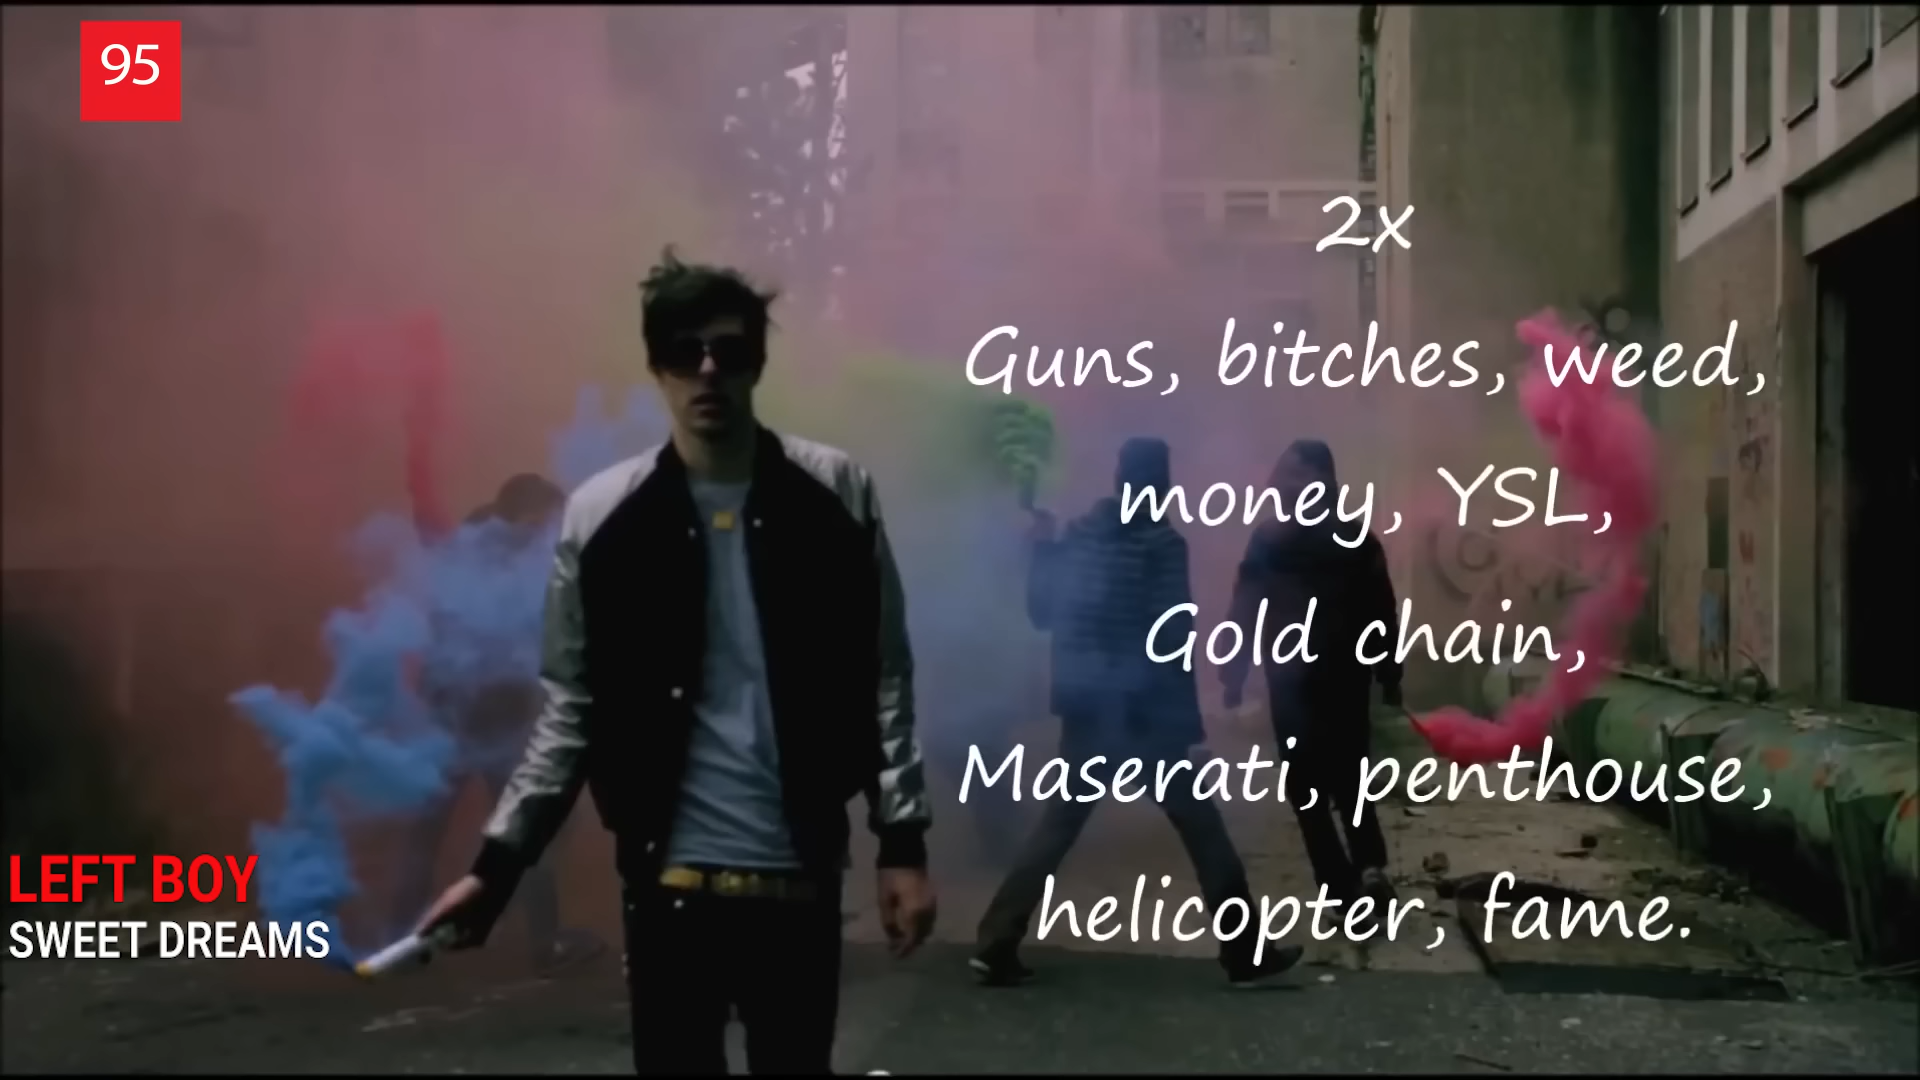 95
2x
Guns, bitches, weed,
money, YSL,
Gold chain,
Maserati, penthouse,
helicopter, fame.
LEFT BOY
SWEET DREAMS